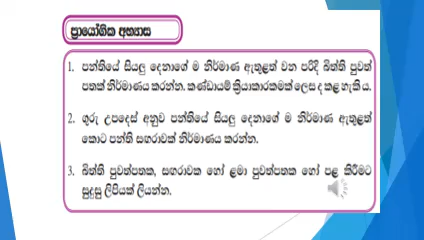 ප්‍රායෝගික අභ්‍යාස
1. පන්තියේ සියලු දෙනාගේ ම නිර්මාණ ඇතුළත් වන පරිදි බිත්ති පුවත්
පතක් නිර්මාණය කරන්න. කණ්ඩායම් ක්‍රියාකාරකමක් ලෙස ද කළ හැකි ය.
2. ගුරු උපදෙස් අනුව පන්තියේ සියලු දෙනාගේ ම නිර්මාණ ඇතුළත්
කොට පන්ති සඟරාවක් නිර්මාණය කරන්න.
3. බිත්ති පුවත්පතක, සඟරාවක හෝ ළමා පුවත්පතක හෝ පළ කිරීමට
සුදුසු ලිපියක් ලියන්න.